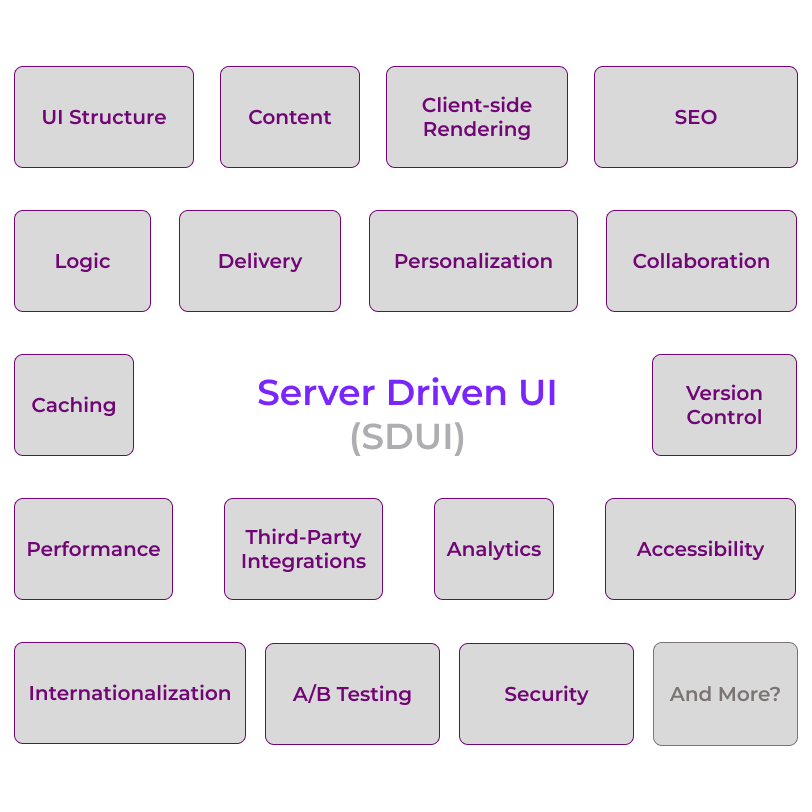 UI Structure
Content
Client-side
Rendering
SEO
Logic
Delivery
Personalization
Collaboration
Caching
Server Driven UI
(SDUI)
Version
Control
Performance
Third-Party
Integrations
Analytics
Accessibility
Internationalization
A/B Testing
Security
And More?